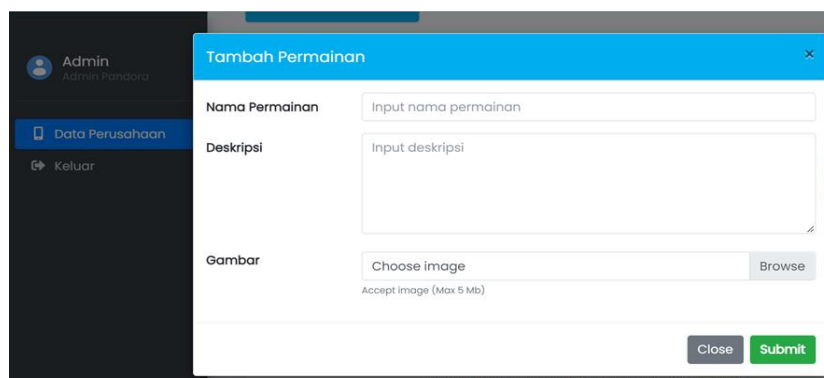 Admin
Admin Pandora
Data Perusahaan
Keluar
Tambah Permainan ×
Nama Permainan Input nama permainan
Deskripsi Input deskripsi
Gambar Choose image Browse
Accept image (Max 5 Mb)
Close Submit